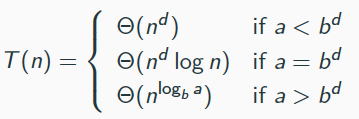 Θ(n^d) if a < b^d
T(n) = { Θ(n^d log n) if a = b^d
Θ(n^{log_b a}) if a > b^d